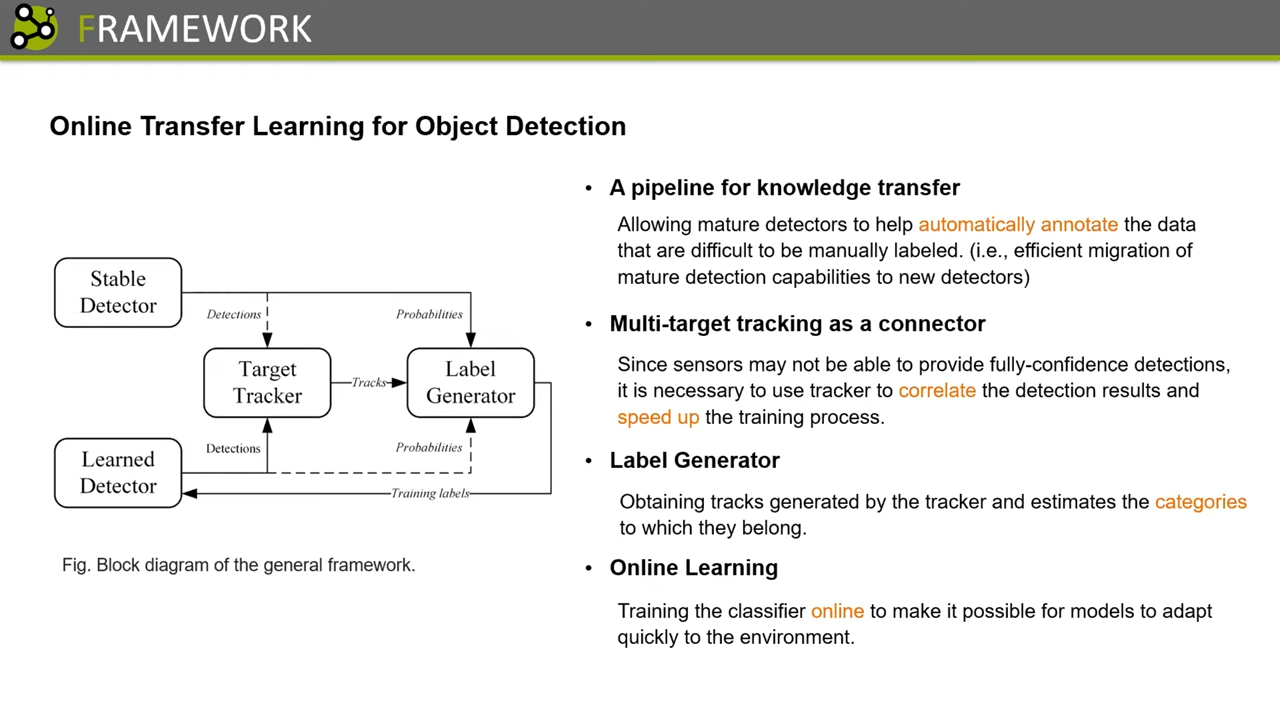 FRAMEWORK
Online Transfer Learning for Object Detection
Stable
Detector
Detections
Probabilities
Target
Tracker
Tracks
Label
Generator
Learned
Detector
Detections
Probabilities
Training labels
Fig. Block diagram of the general framework.
• A pipeline for knowledge transfer
Allowing mature detectors to help automatically annotate the data
that are difficult to be manually labeled. (i.e., efficient migration of
mature detection capabilities to new detectors)
• Multi-target tracking as a connector
Since sensors may not be able to provide fully-confidence detections,
it is necessary to use tracker to correlate the detection results and
speed up the training process.
• Label Generator
Obtaining tracks generated by the tracker and estimates the categories
to which they belong.
• Online Learning
Training the classifier online to make it possible for models to adapt
quickly to the environment.